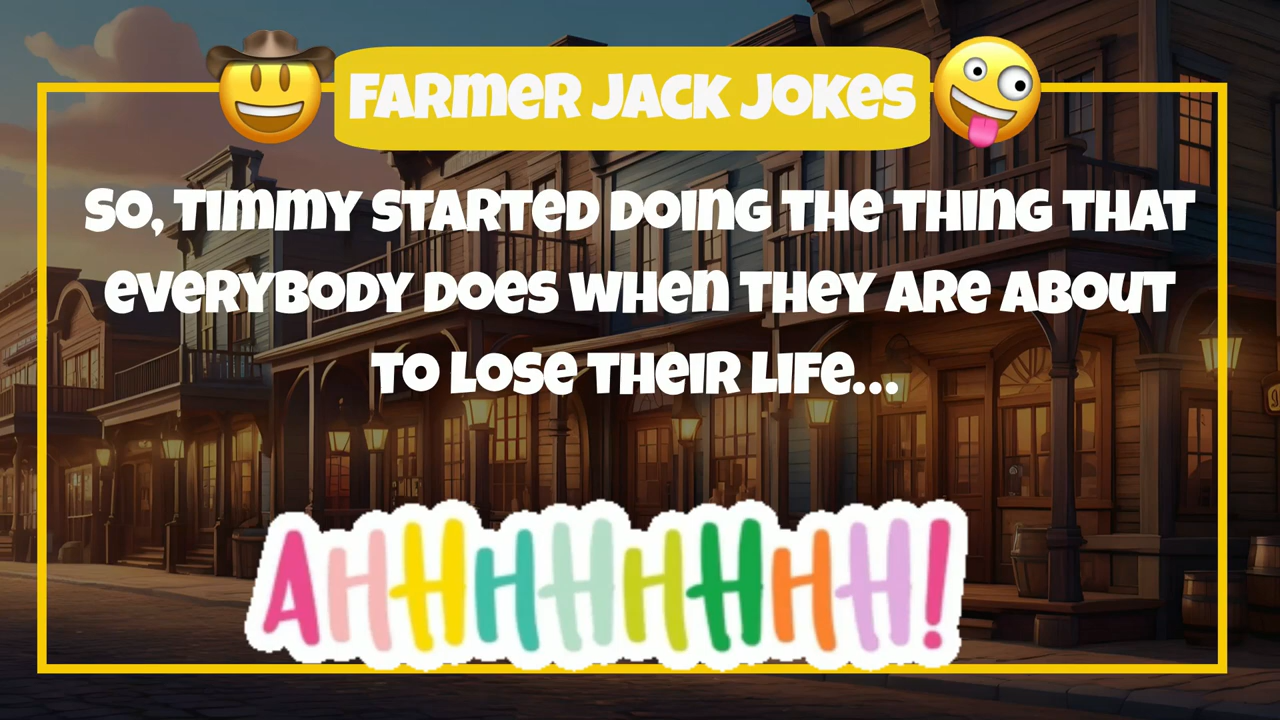 Farmer Jack Jokes
So, Timmy started doing the thing that
everybody does when they are about
to lose their life...
AHHHHHHHH!